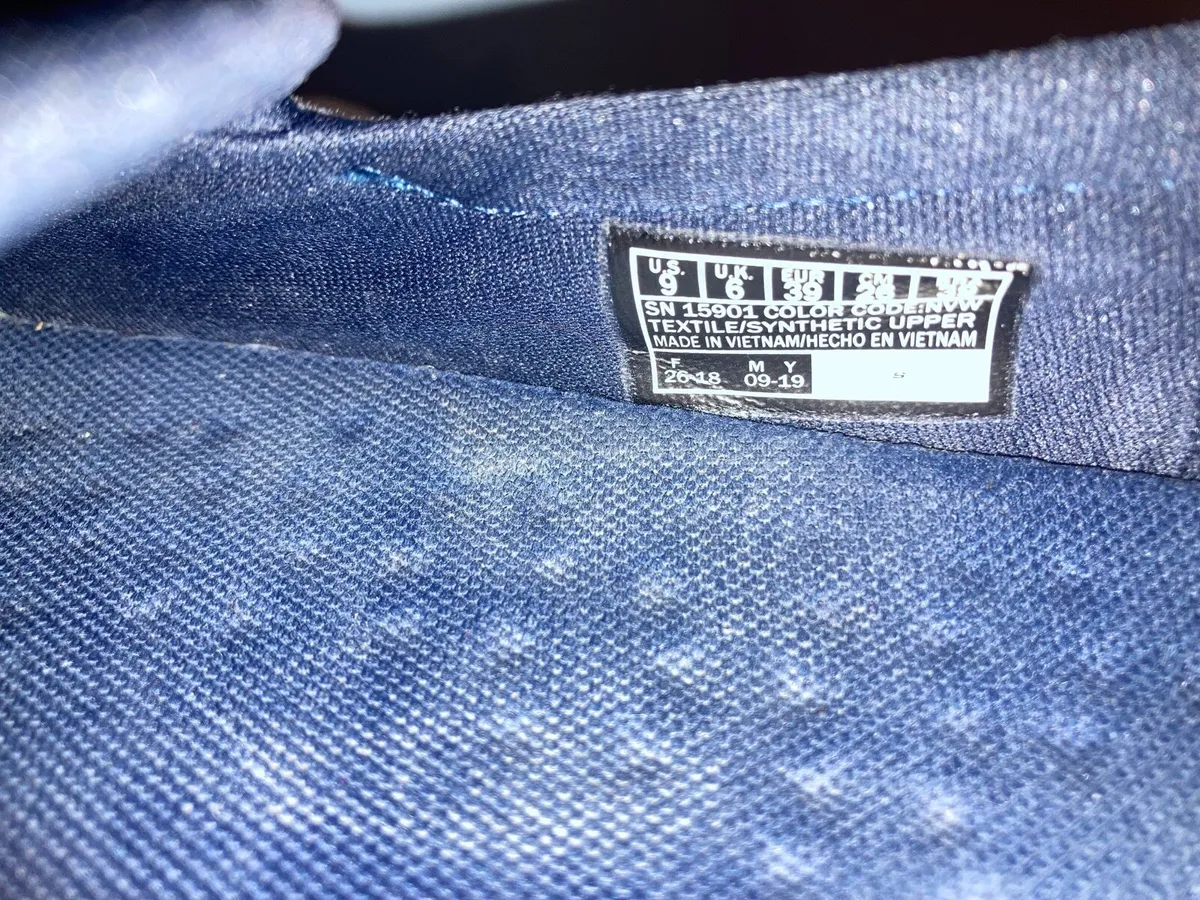 U.S. U.K. EUR CM
9 6 39 26
SN 15901 COLOR CODE:NVW
TEXTILE/SYNTHETIC UPPER
MADE IN VIETNAM/HECHO EN VIETNAM
F M Y
26-18 09-19
S